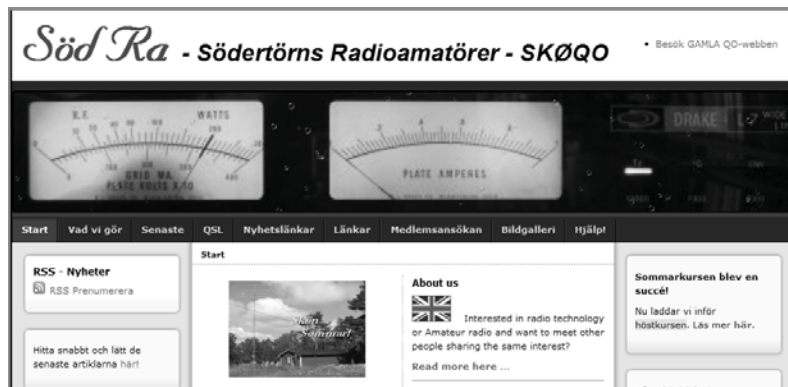 Söd Ra - Södertörns Radioamatörer - SKØQO
• Besök GAMLA QO-webben
R.F. WATTS
GRID MA.
PLATE VOLTS X 10
PLATE AMPERES
DRAKE
Start Vad vi gör Senaste QSL Nyhetslänkar Länkar Medlemsansökan Bildgalleri Hjälp!
RSS - Nyheter
RSS Prenumerera
Hitta snabbt och lätt de
senaste artiklarna här!
Start
Skön
Sommar!
About us
Interested in radio technology
or Amateur radio and want to meet other
people sharing the same interest?
Read more here ...
Sommarkursen blev en
succé!
Nu laddar vi inför
höstkursen. Läs mer här.